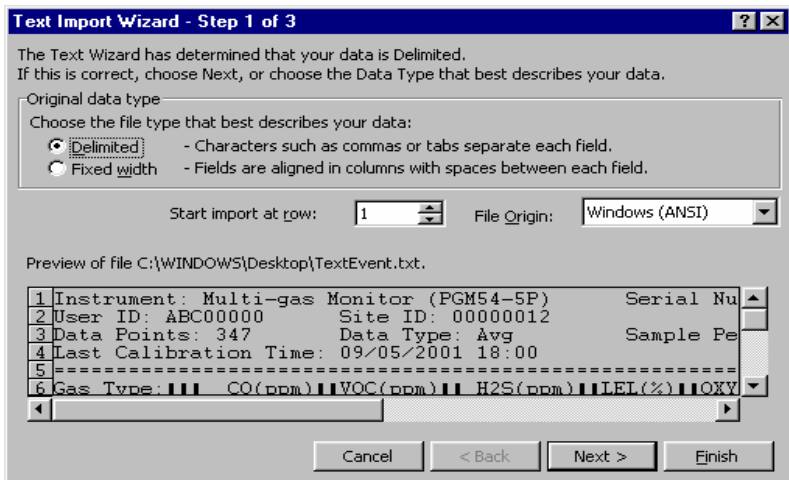 Text Import Wizard - Step 1 of 3
The Text Wizard has determined that your data is Delimited.
If this is correct, choose Next, or choose the Data Type that best describes your data.
Original data type
Choose the file type that best describes your data:
Delimited - Characters such as commas or tabs separate each field.
Fixed width - Fields are aligned in columns with spaces between each field.
Start import at row: 1 File Origin: Windows (ANSI)
Preview of file C:\WINDOWS\Desktop\TextEvent.txt.
1 Instrument: Multi-gas Monitor (PGM54-5P) Serial Nu
2 User ID: ABC00000 Site ID: 00000012
3 Data Points: 347 Data Type: Avg Sample Pe
4 Last Calibration Time: 09/05/2001 18:00
5 ==================================================================
6 Gas Type:▮▮▮ CO(ppm)▮▮VOC(ppm)▮▮ H2S(ppm)▮▮LEL(%)▮▮OXY
Cancel < Back Next > Finish